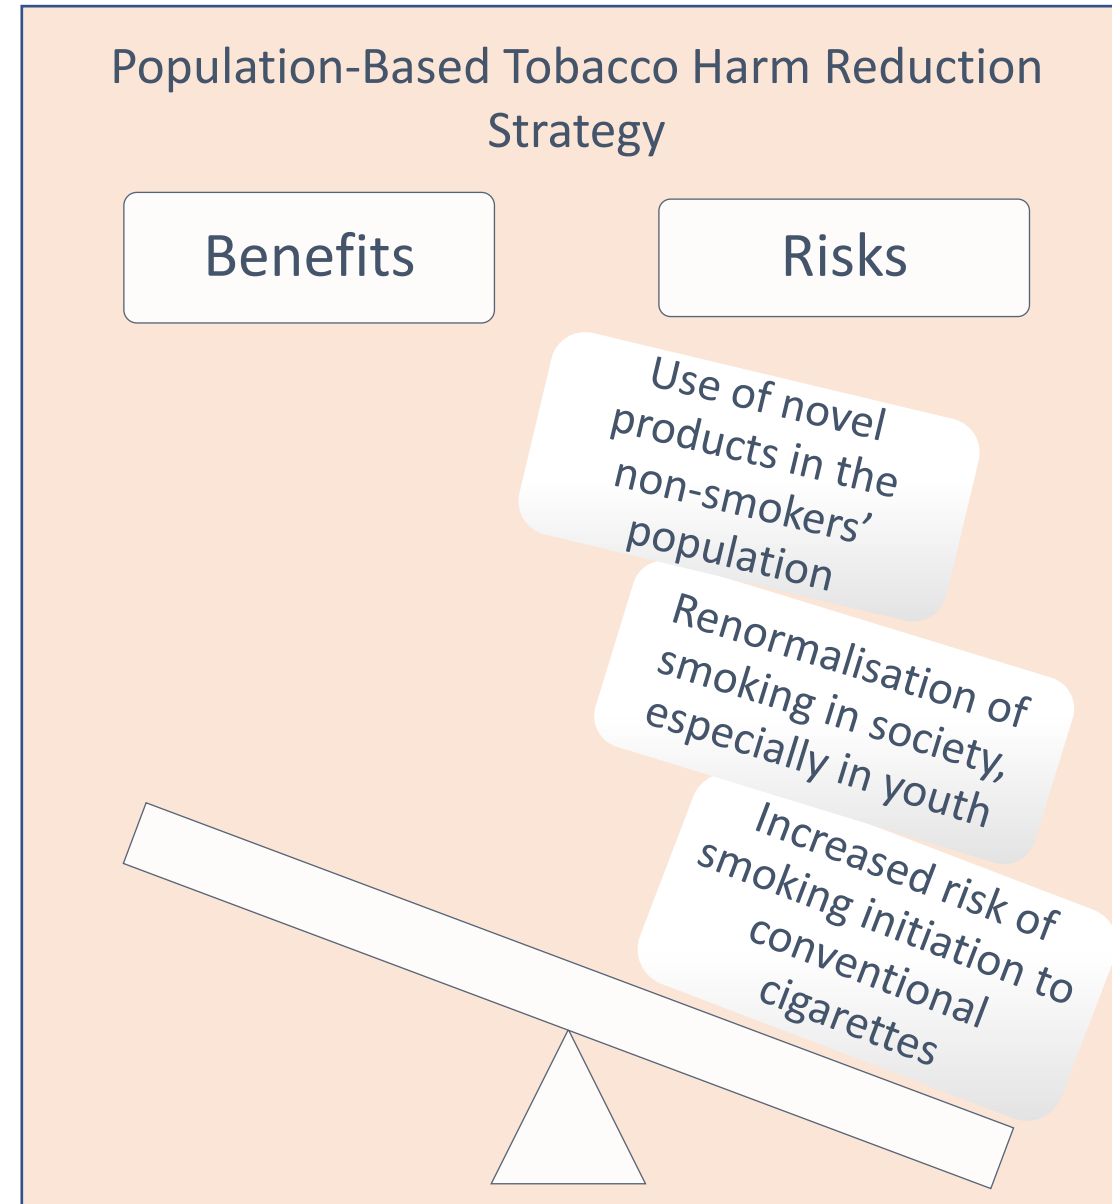 Population-Based Tobacco Harm Reduction
Strategy
Benefits
Risks
Use of novel
products in the
non-smokers’
population
Renormalisation of
smoking in society,
especially in youth
Increased risk of
smoking initiation to
conventional
cigarettes